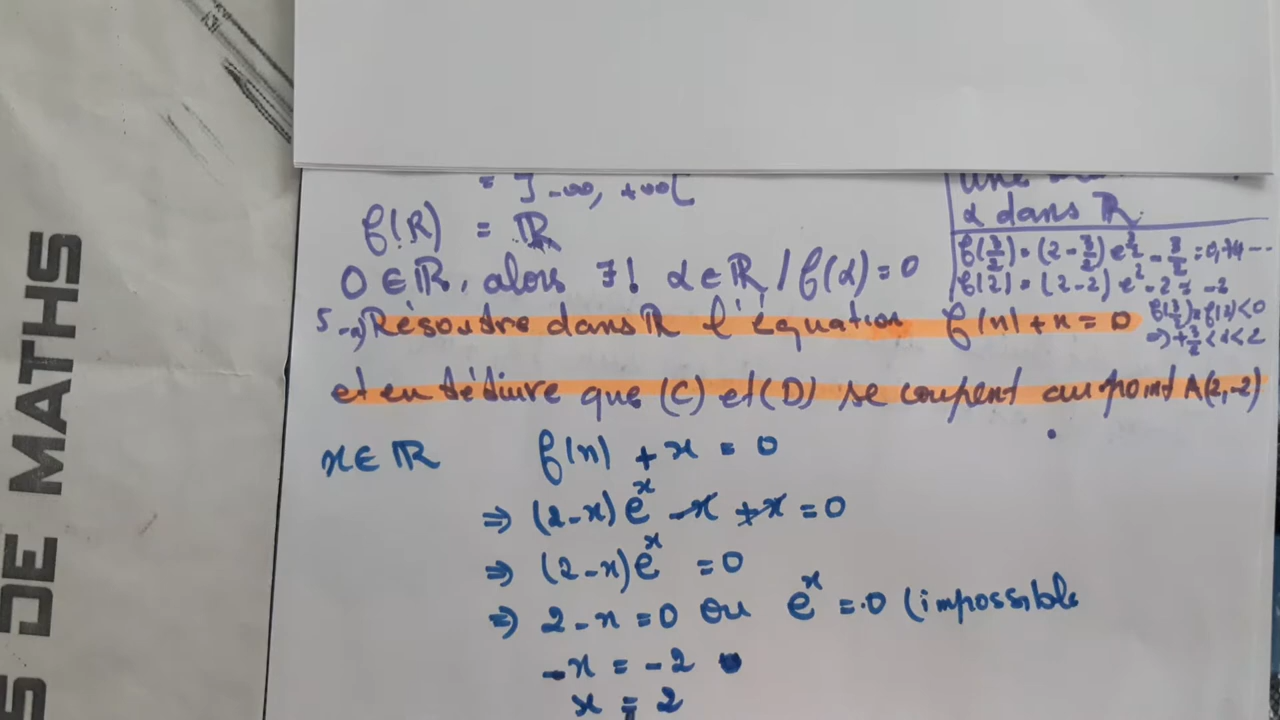 S DE MATHS
= ]-∞, +∞[
f(R) = ℝ
0 ∈ ℝ, alors ∃! α ∈ ℝ / f(α) = 0
une
α dans ℝ
f(3/2) = (2 - 3/2) e^(3/2) - 3/2 = 0,74...
f(2) = (2-2) e² - 2 = -2
f(3/2) × f(2) < 0
⇒ + 3/2 < α < 2
5-a) Résoudre dans ℝ l'équation f(x) + x = 0
et en déduire que (C) et (D) se coupent au point A(2,-2)
x ∈ ℝ f(x) + x = 0
⇒ (2-x) e^x - x + x = 0
⇒ (2-x) e^x = 0
⇒ 2 - x = 0 ou e^x = 0 (impossible
-x = -2
x = 2